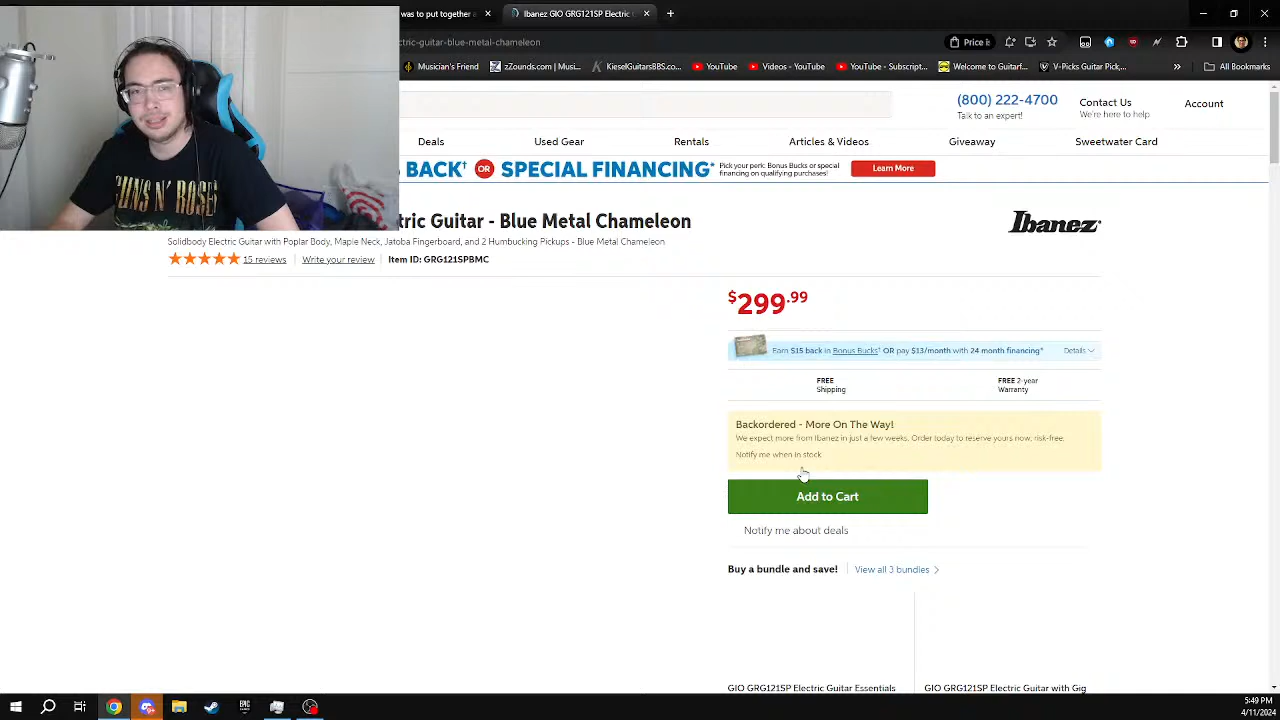 was to put together e
Ibanez GIO GRG121SP Electric
ctric-guitar-blue-metal-chameleon
Price is
Musician's Friend
zZounds.com | Musi...
KieselGuitarsBBS.co...
YouTube
Videos - YouTube
YouTube - Subscript...
Welcome to Guitarf...
V-Picks Guitar Pick,...
All Bookmarks
(800) 222-4700
Talk to an expert!
Contact Us
We're here to help
Account
Deals
Used Gear
Rentals
Articles & Videos
Giveaway
Sweetwater Card
BACK† OR SPECIAL FINANCING*
Pick your perk: Bonus Bucks or special
financing on qualifying purchases!
Learn More
GUNS N' ROSES
tric Guitar - Blue Metal Chameleon
Ibanez
Solidbody Electric Guitar with Poplar Body, Maple Neck, Jatoba Fingerboard, and 2 Humbucking Pickups - Blue Metal Chameleon
15 reviews
Write your review
Item ID: GRG121SPBMC
$299.99
Earn $15 back in Bonus Bucks† OR pay $13/month with 24 month financing*
Details
FREE
Shipping
FREE 2-year
Warranty
Backordered - More On The Way!
We expect more from Ibanez in just a few weeks. Order today to reserve yours now, risk-free.
Notify me when in stock
Add to Cart
Notify me about deals
Buy a bundle and save!
View all 3 bundles
GIO GRG121SP Electric Guitar Essentials
GIO GRG121SP Electric Guitar with Gig
EPIC
GAMES
5:49 PM
4/11/2024